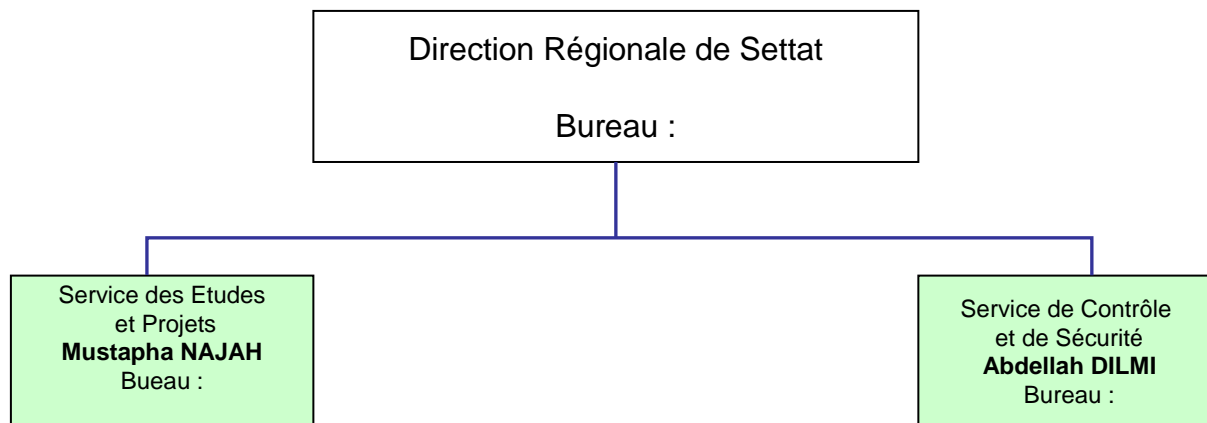 Direction Régionale de Settat
Bureau :
Service des Etudes
et Projets
Mustapha NAJAH
Bueau :
Service de Contrôle
et de Sécurité
Abdellah DILMI
Bureau :